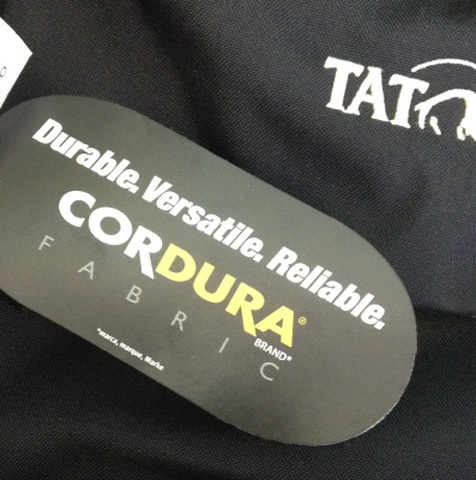 TAT
Durable. Versatile. Reliable.
CORDURA®
BRAND*
FABRIC
*marca, marque, Marke